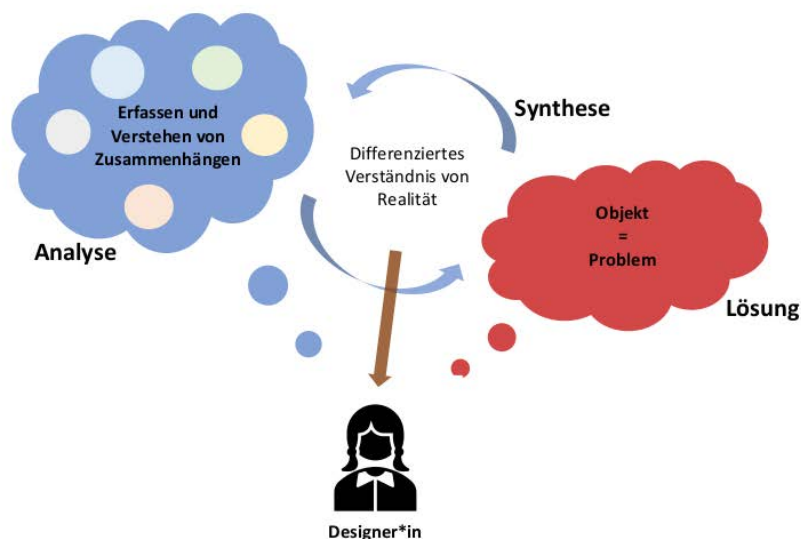 Erfassen und
Verstehen von
Zusammenhängen
Analyse
Synthese
Differenziertes
Verständnis von
Realität
Objekt
=
Problem
Lösung
Designer*in